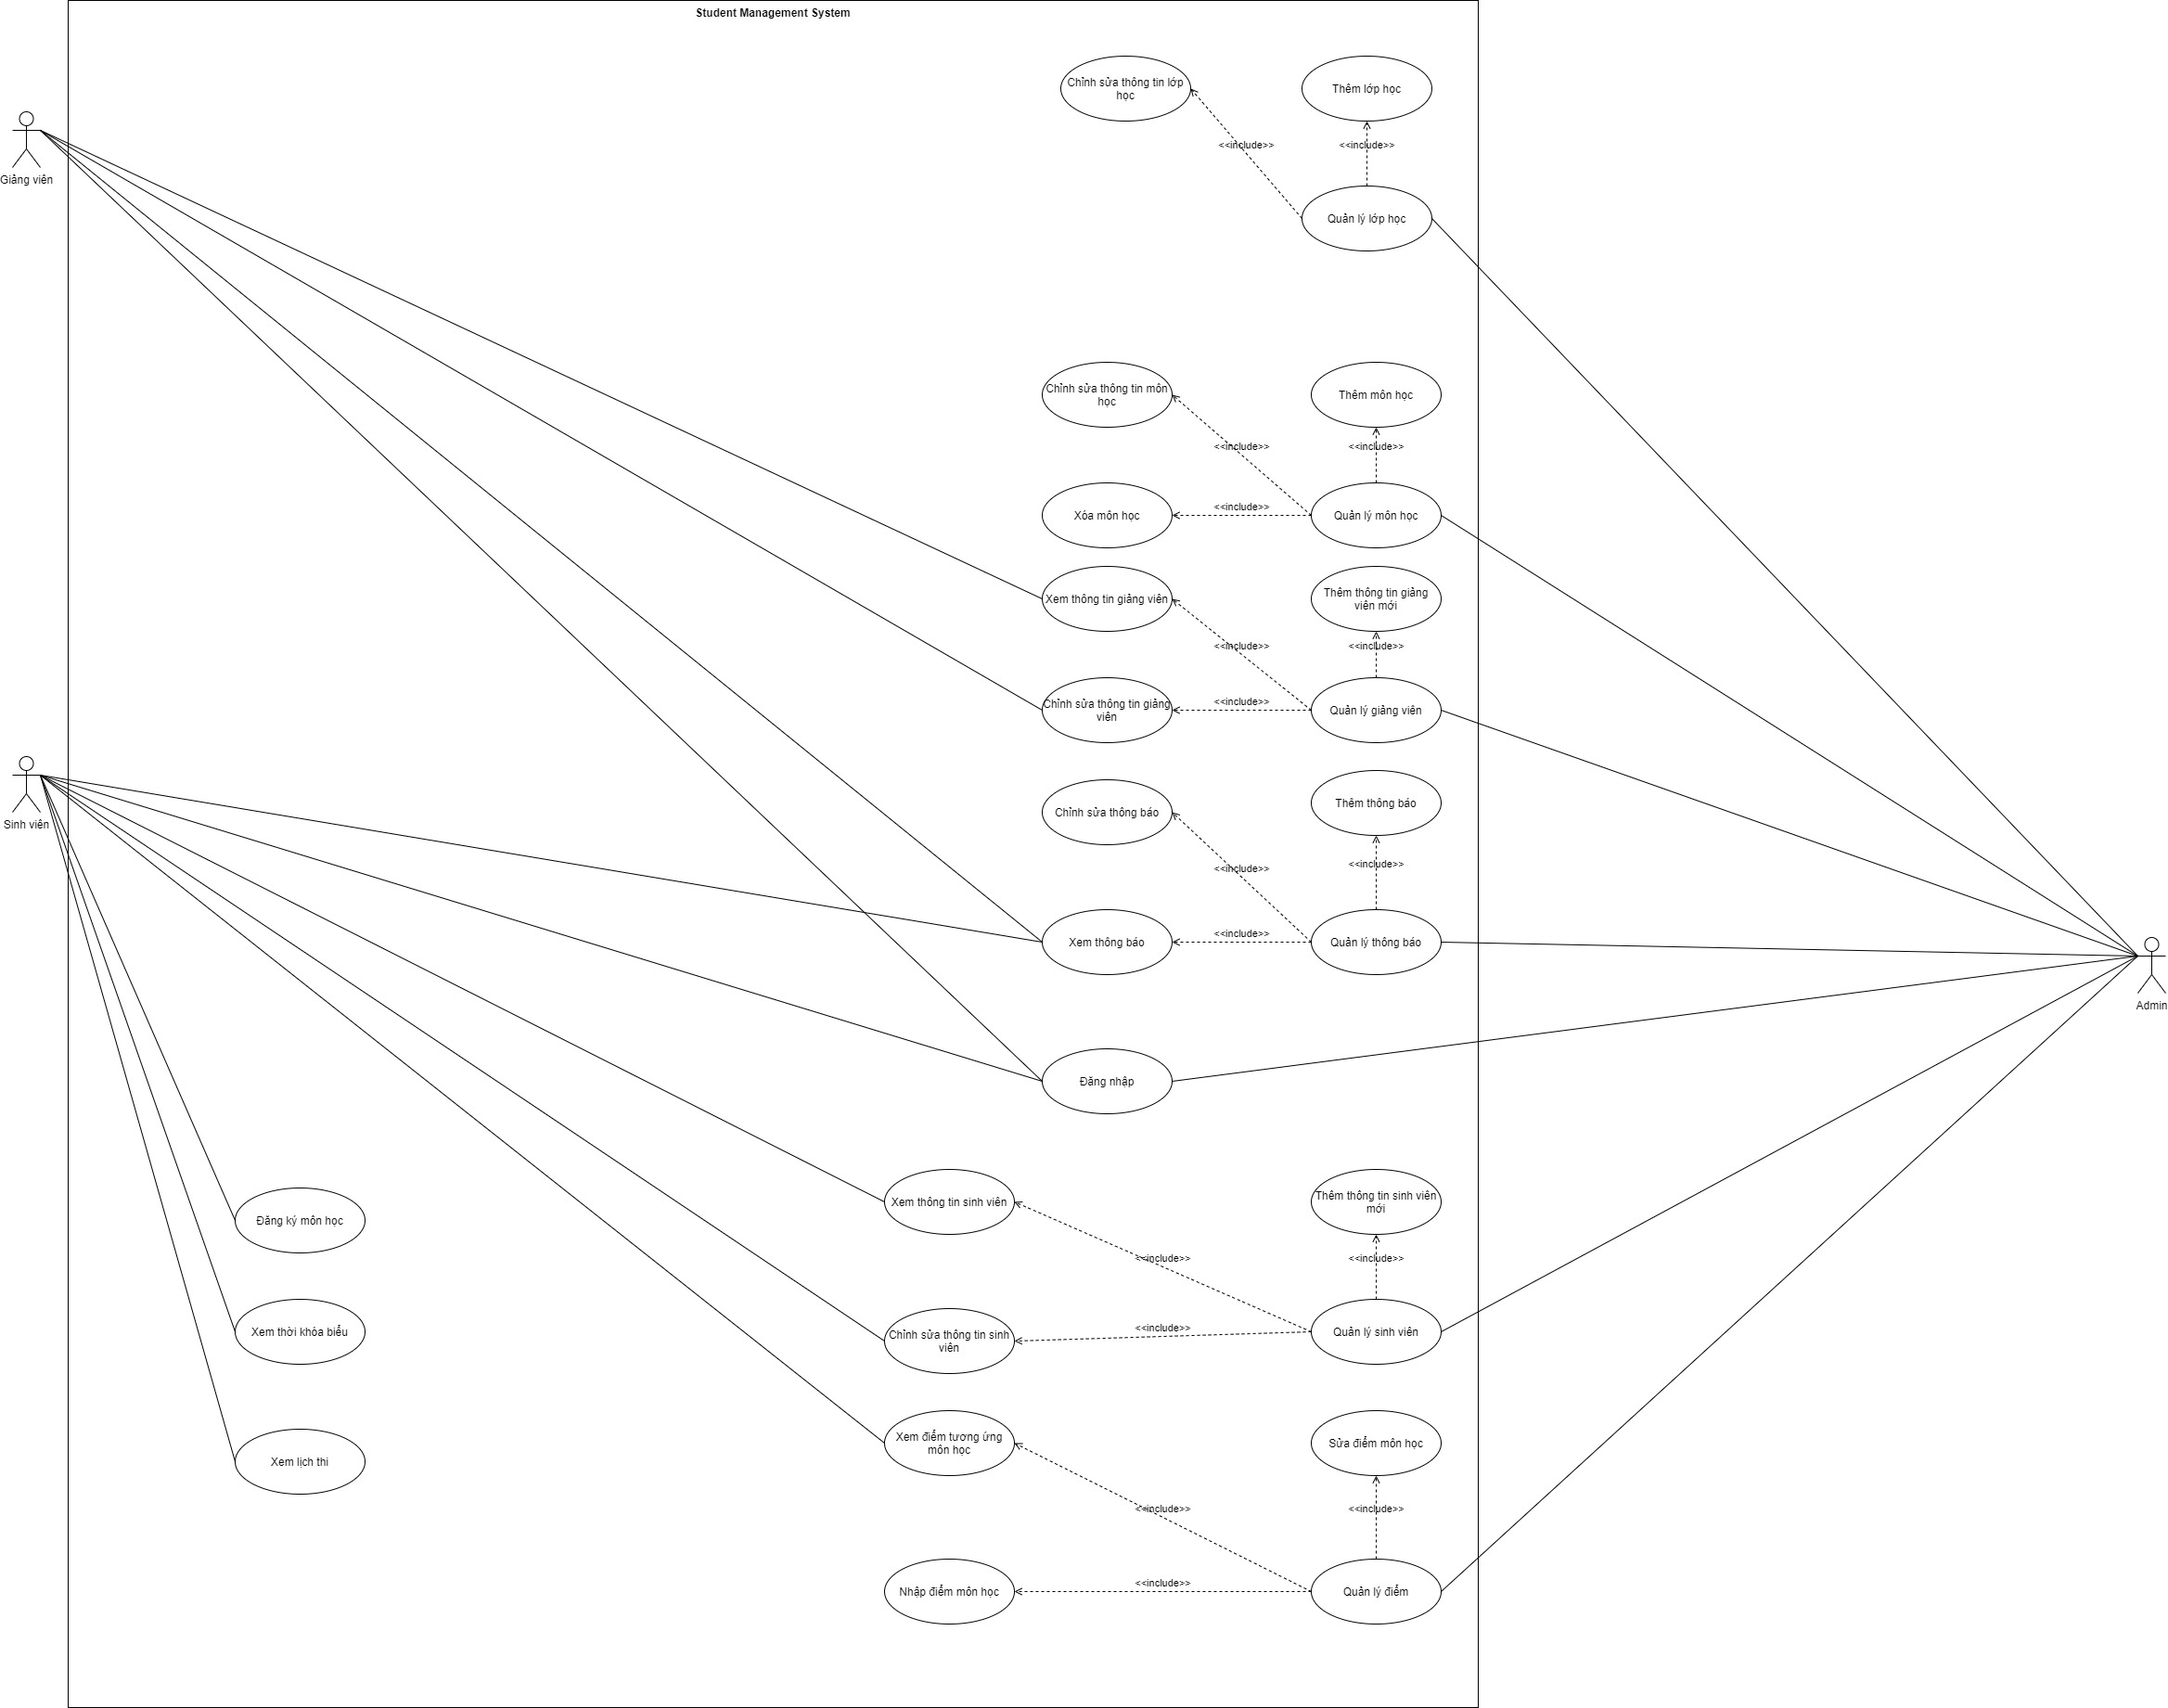 Student Management System
Chỉnh sửa thông tin lớp
học
Thêm lớp học
<<include>>
<<include>>
Giảng viên
Quản lý lớp học
Chỉnh sửa thông tin môn
học
Thêm môn học
<<include>>
<<include>>
Xóa môn học
<<include>>
Quản lý môn học
Xem thông tin giảng viên
Thêm thông tin giảng
viên mới
<<include>>
<<include>>
Chỉnh sửa thông tin giảng
viên
<<include>>
Quản lý giảng viên
Sinh viên
Chỉnh sửa thông báo
Thêm thông báo
<<include>>
<<include>>
Xem thông báo
<<include>>
Quản lý thông báo
Admin
Đăng nhập
Xem thông tin sinh viên
Thêm thông tin sinh viên
mới
Đăng ký môn học
<<include>>
<<include>>
Xem thời khóa biểu
Chỉnh sửa thông tin sinh
viên
<<include>>
Quản lý sinh viên
Xem điểm tương ứng
môn học
Sửa điểm môn học
Xem lịch thi
<<include>>
<<include>>
Nhập điểm môn học
<<include>>
Quản lý điểm